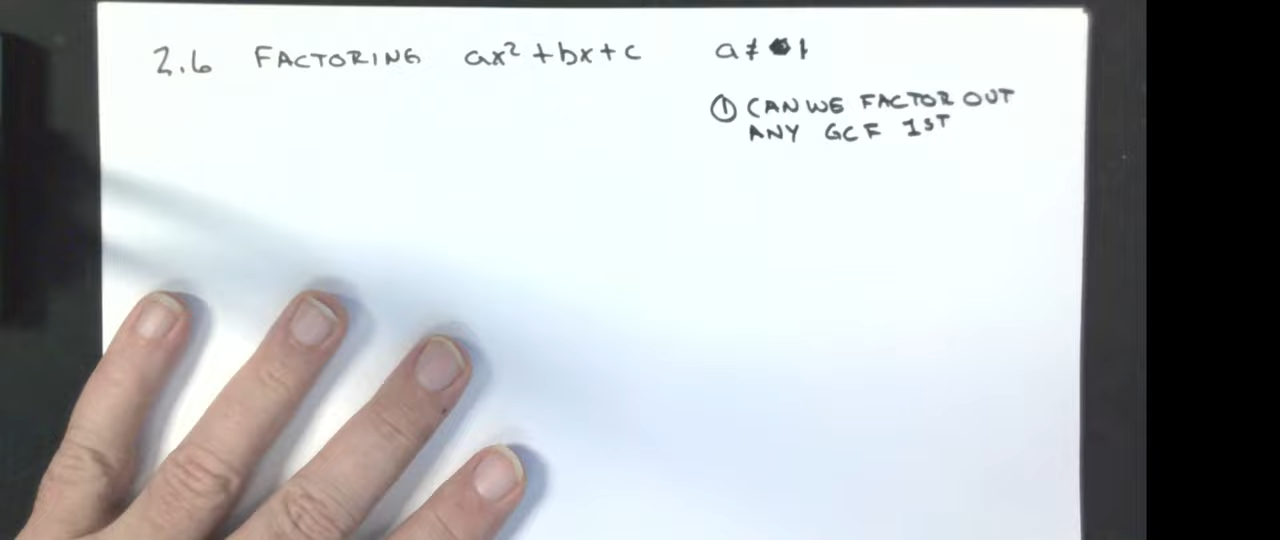 2.6 FACTORING ax² + bx + c a ≠ 1
① CAN WE FACTOR OUT
ANY GCF 1ST